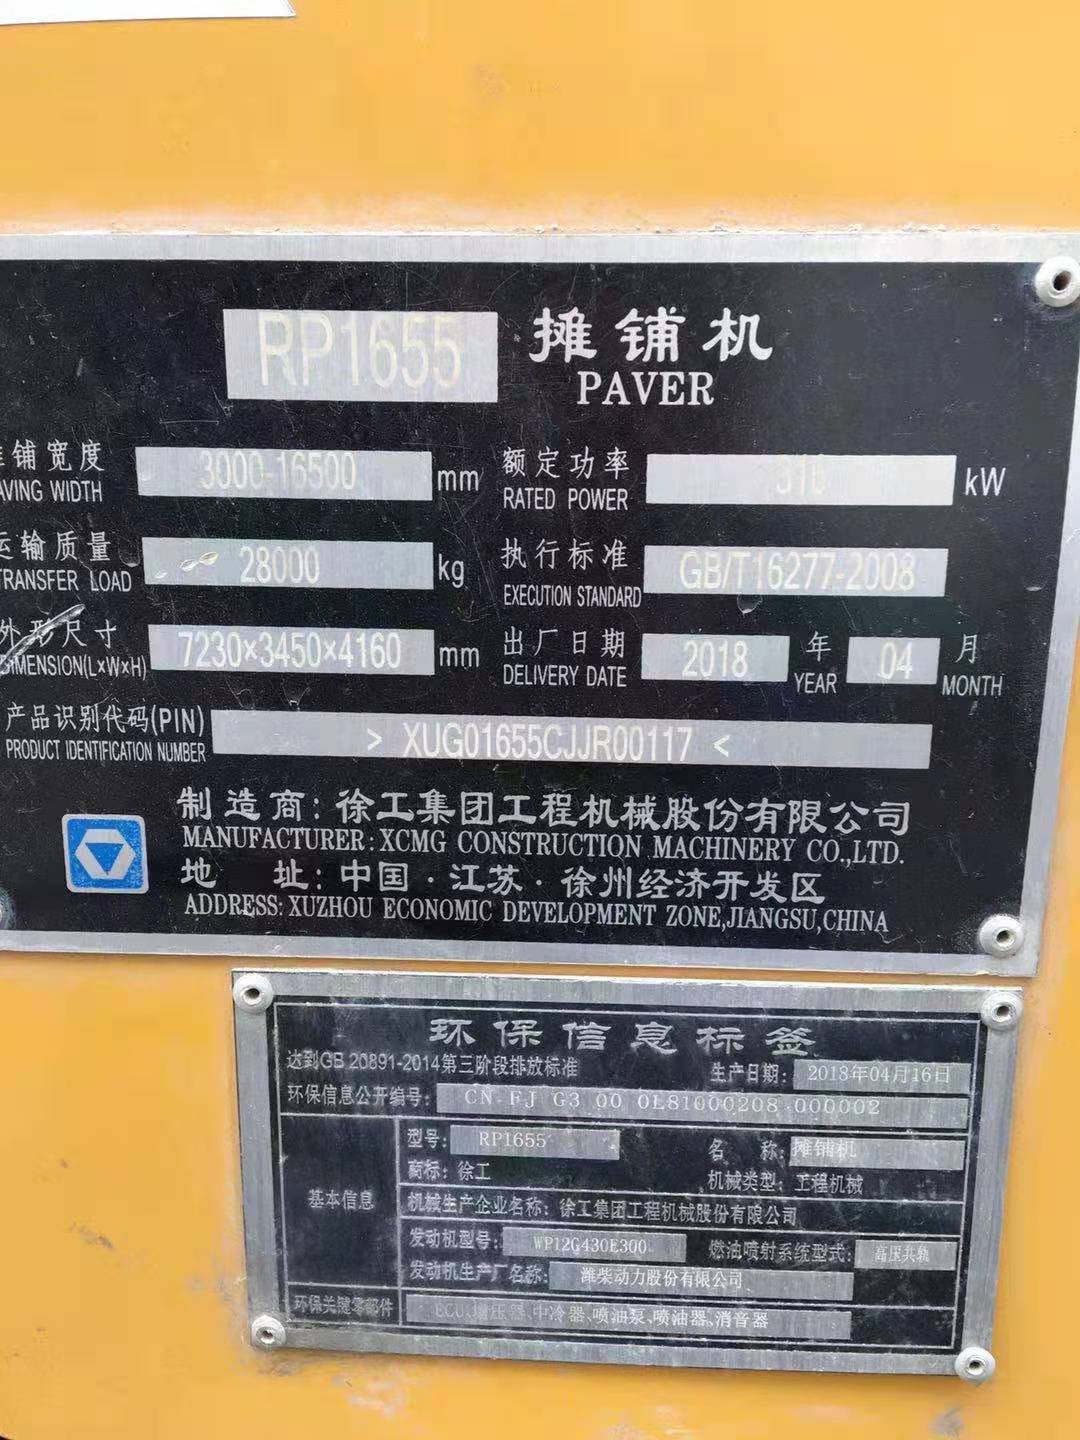 RP1655 摊铺机
PAVER
铺宽度 3000-16500 mm 额定功率 316 kW
AVING WIDTH RATED POWER
运输质量 28000 kg 执行标准 GB/T16277-2008
TRANSFER LOAD EXECUTION STANDARD
外形尺寸 7230×3450×4160 mm 出厂日期 2018 年 04 月
DIMENSION(L×W×H) DELIVERY DATE YEAR MONTH
产品识别代码(PIN) > XUG01655CJJR00117 <
PRODUCT IDENTIFICATION NUMBER
制造商:徐工集团工程机械股份有限公司
MANUFACTURER: XCMG CONSTRUCTION MACHINERY CO.,LTD.
地 址:中国·江苏·徐州经济开发区
ADDRESS: XUZHOU ECONOMIC DEVELOPMENT ZONE,JIANGSU,CHINA
环保信息标签
达到GB 20891-2014第三阶段排放标准 生产日期: 2018年04月16日
环保信息公开编号: CN FJ G3 00 0L81000208 000002
基本信息
型号: RP1655 名 称: 摊铺机
商标: 徐工 机械类型: 工程机械
机械生产企业名称: 徐工集团工程机械股份有限公司
发动机型号: WP12G430E300 燃油喷射系统型式: 高压共轨
发动机生产厂名称: 潍柴动力股份有限公司
环保关键零部件 ECU、增压器、中冷器、喷油泵、喷油器、消音器